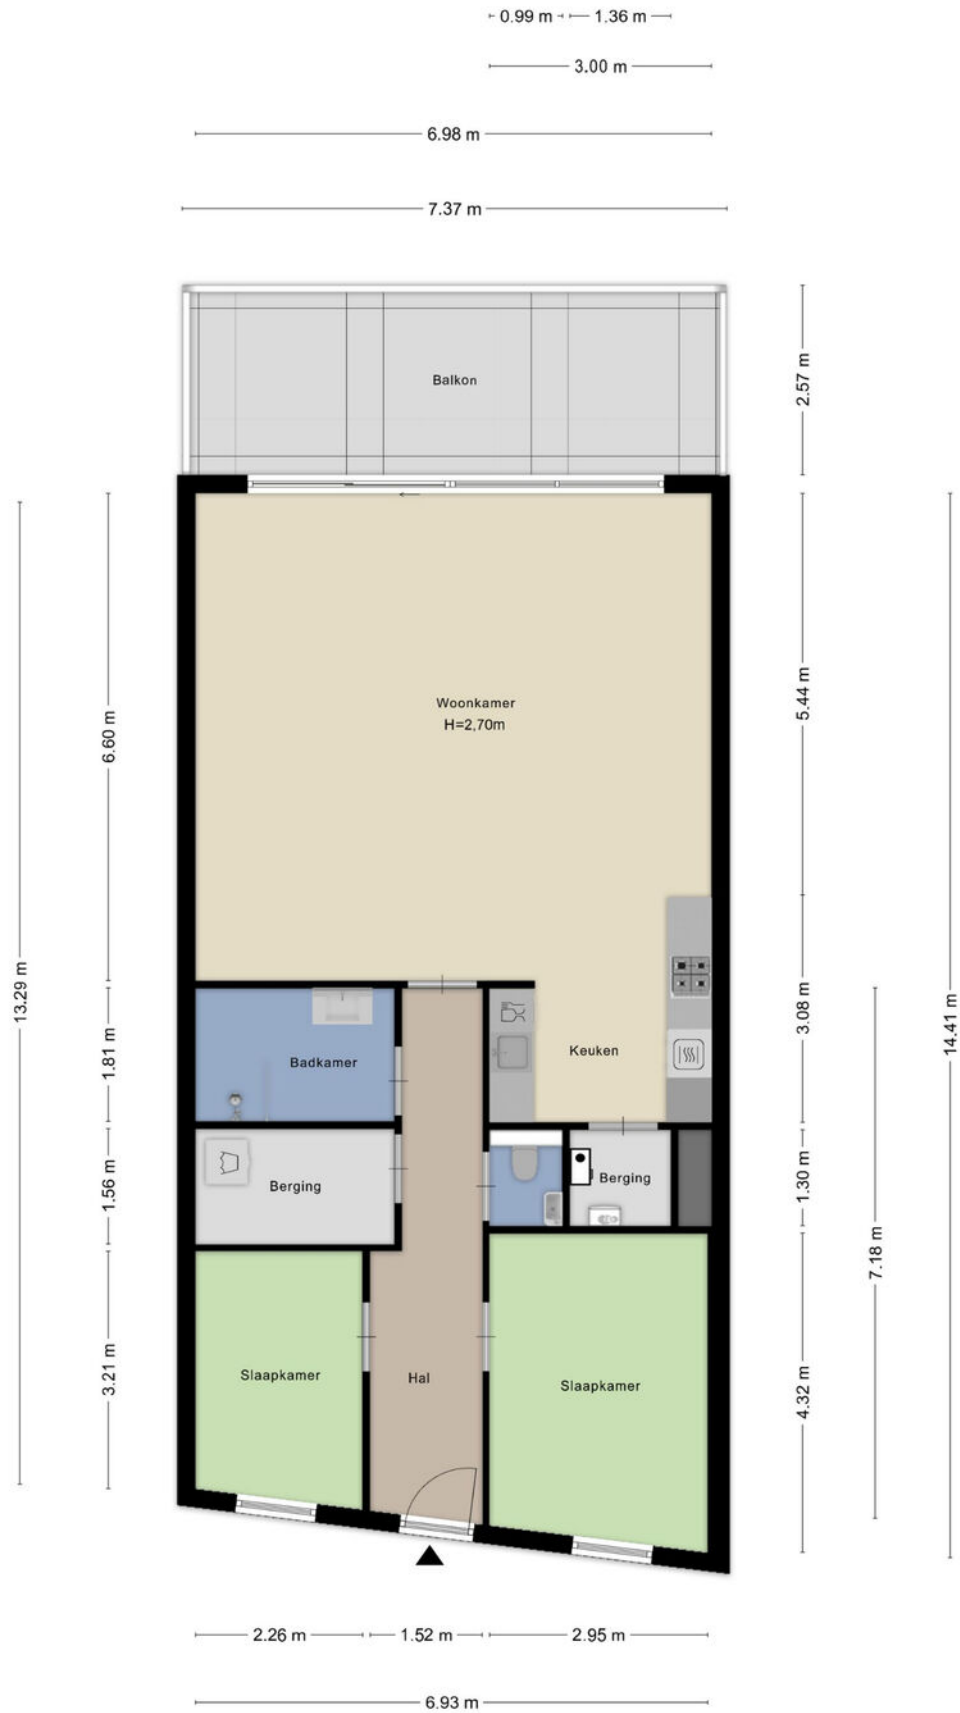 0.99 m
1.36 m
3.00 m
6.98 m
7.37 m
Balkon
2.57 m
Woonkamer
H=2,70m
5.44 m
6.60 m
13.29 m
3.08 m
14.41 m
Keuken
Badkamer
1.81 m
Berging
1.56 m
Berging
1.30 m
7.18 m
Slaapkamer
Hal
Slaapkamer
3.21 m
4.32 m
2.26 m
1.52 m
2.95 m
6.93 m